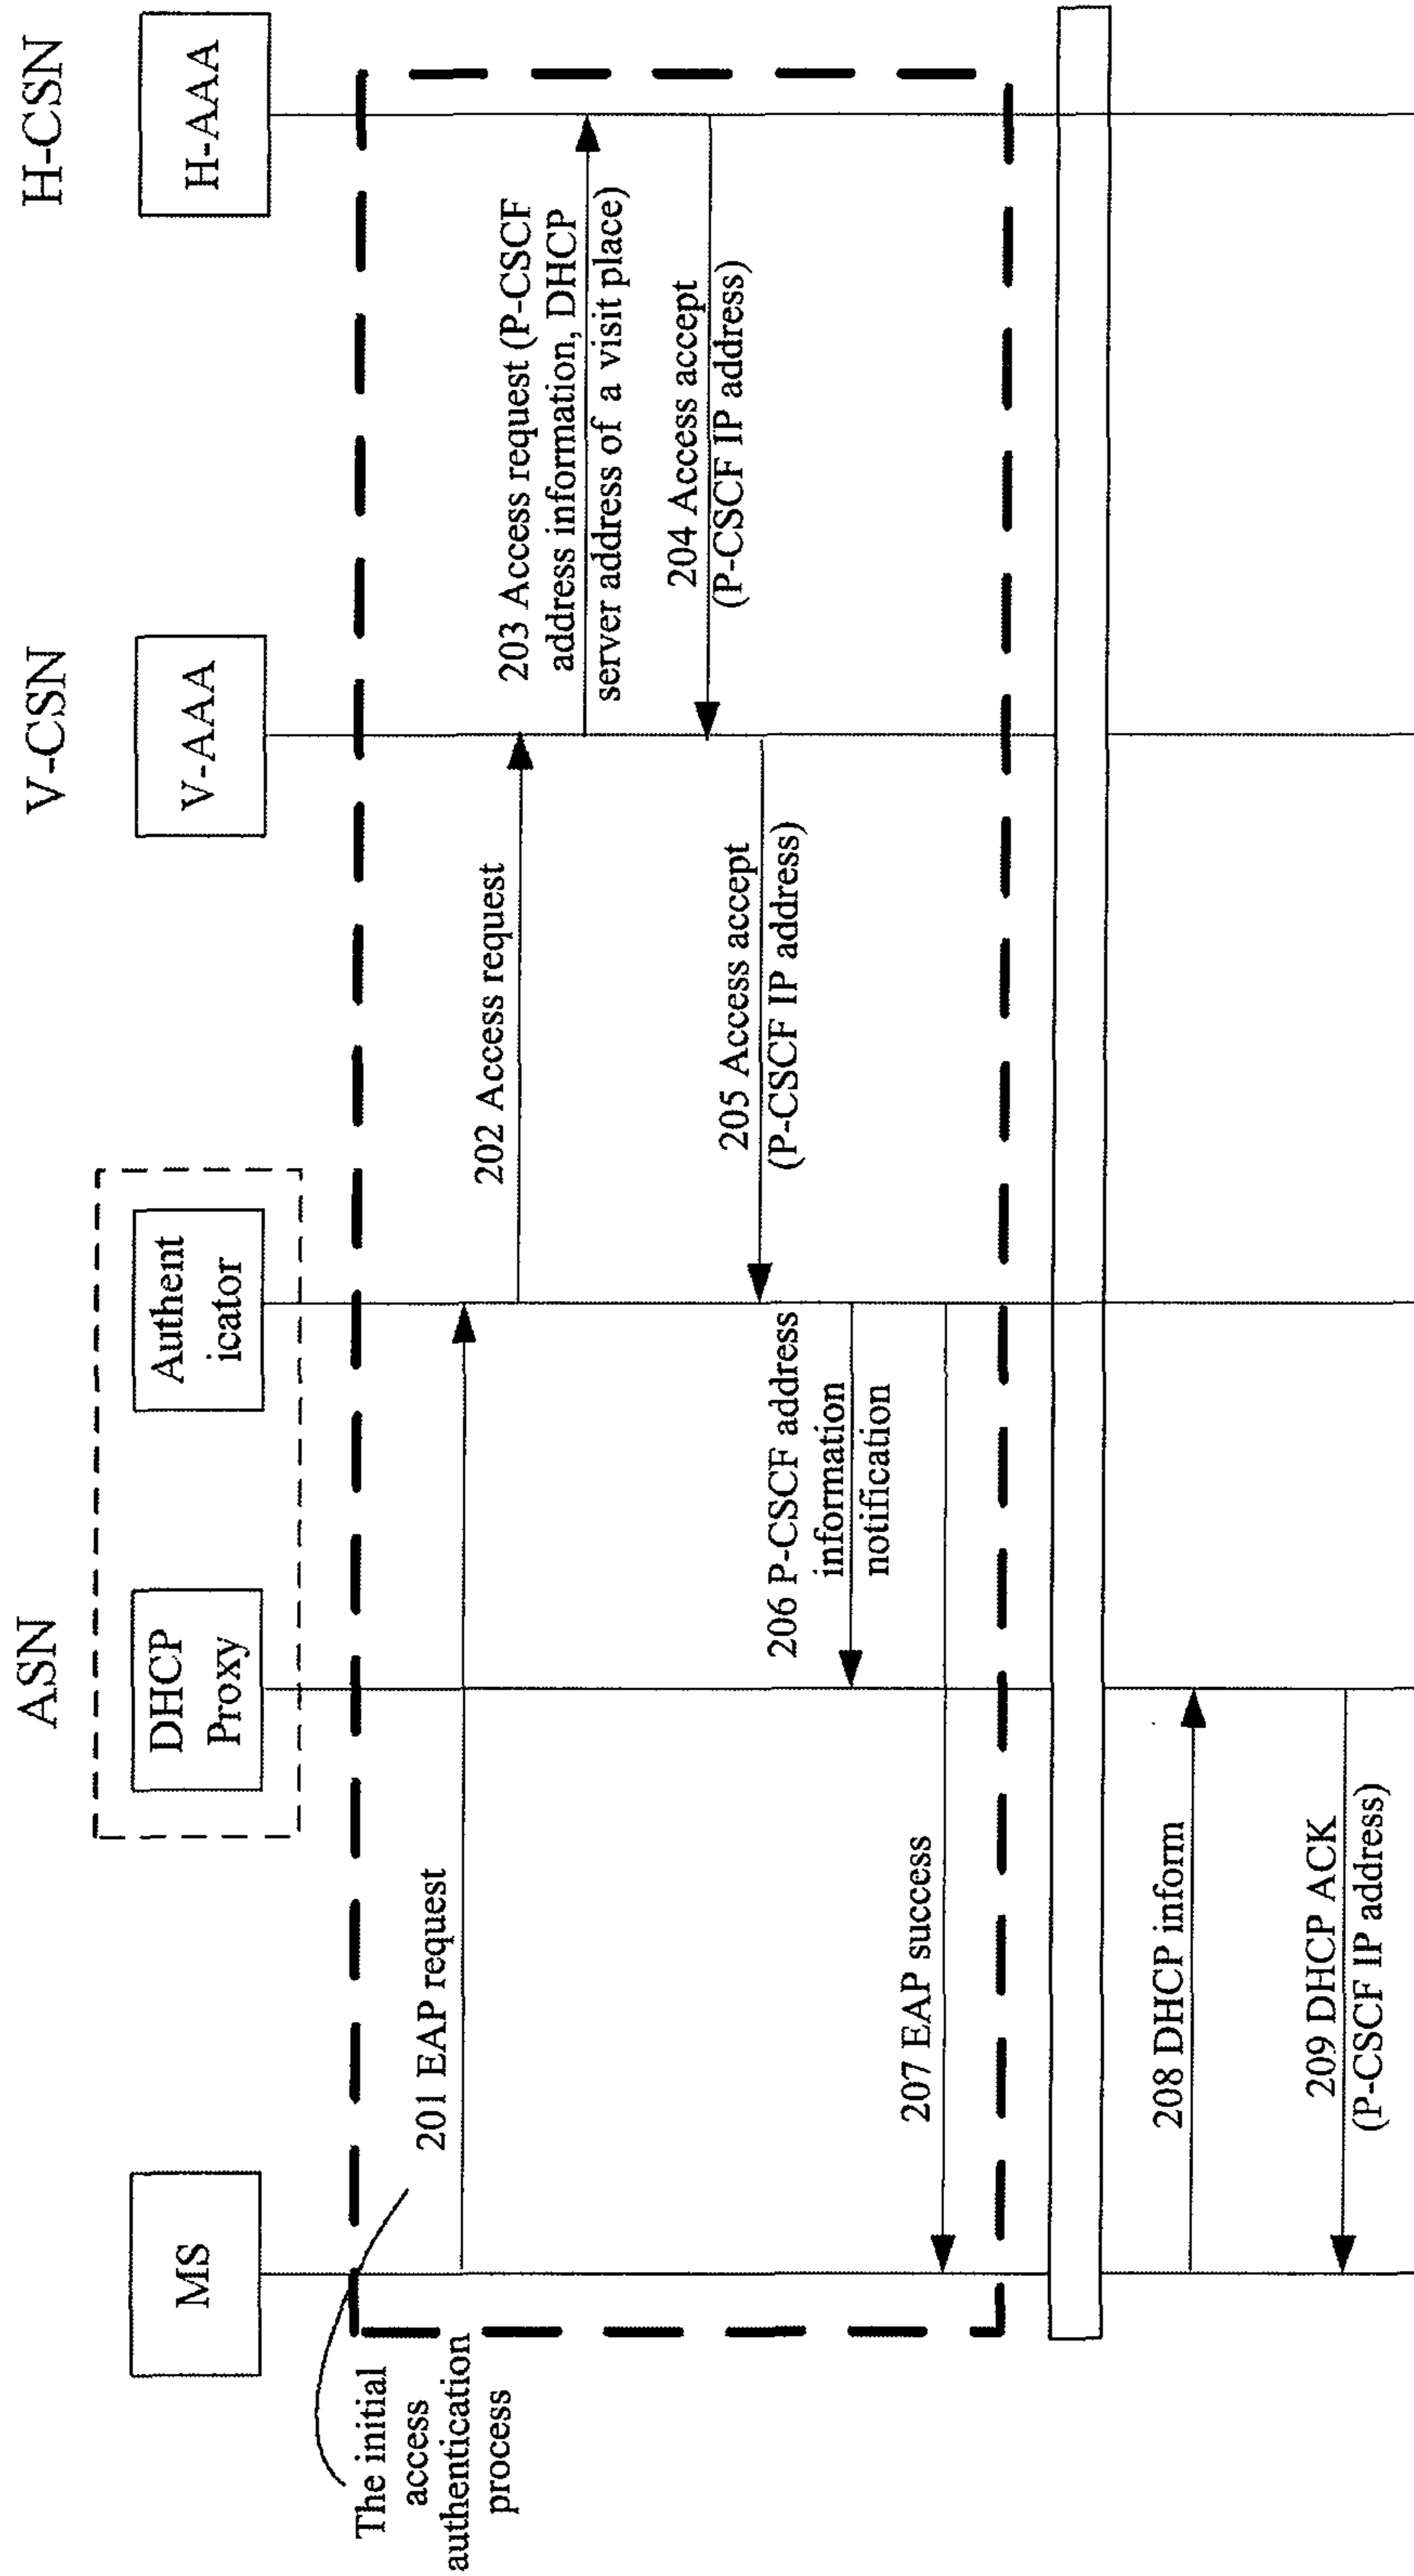 ASN
V-CSN
H-CSN
MS
DHCP
Proxy
Authent
icator
V-AAA
H-AAA
The initial
access
authentication
process
201 EAP request
202 Access request
203 Access request (P-CSCF
address information, DHCP
server address of a visit place)
204 Access accept
(P-CSCF IP address)
205 Access accept
(P-CSCF IP address)
206 P-CSCF address
information
notification
207 EAP success
208 DHCP inform
209 DHCP ACK
(P-CSCF IP address)